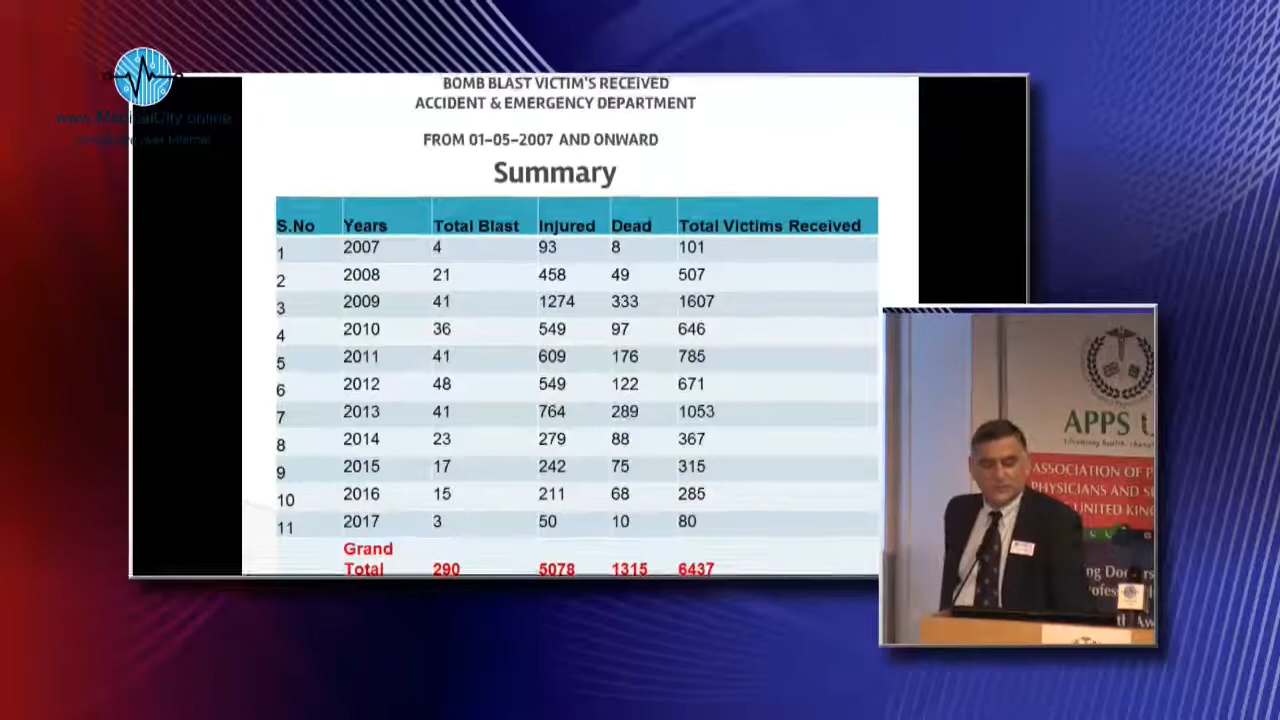 www.MedicalCity.online
BOMB BLAST VICTIM'S RECEIVED
ACCIDENT & EMERGENCY DEPARTMENT
FROM 01-05-2007 AND ONWARD
Summary
S.No Years Total Blast Injured Dead Total Victims Received
1 2007 4 93 8 101
2 2008 21 458 49 507
3 2009 41 1274 333 1607
4 2010 36 549 97 646
5 2011 41 609 176 785
6 2012 48 549 122 671
7 2013 41 764 289 1053
8 2014 23 279 88 367
9 2015 17 242 75 315
10 2016 15 211 68 285
11 2017 3 50 10 80
Grand
Total 290 5078 1315 6437
APPS U
ASSOCIATION OF P
PHYSICIANS AND S
UNITED KIN